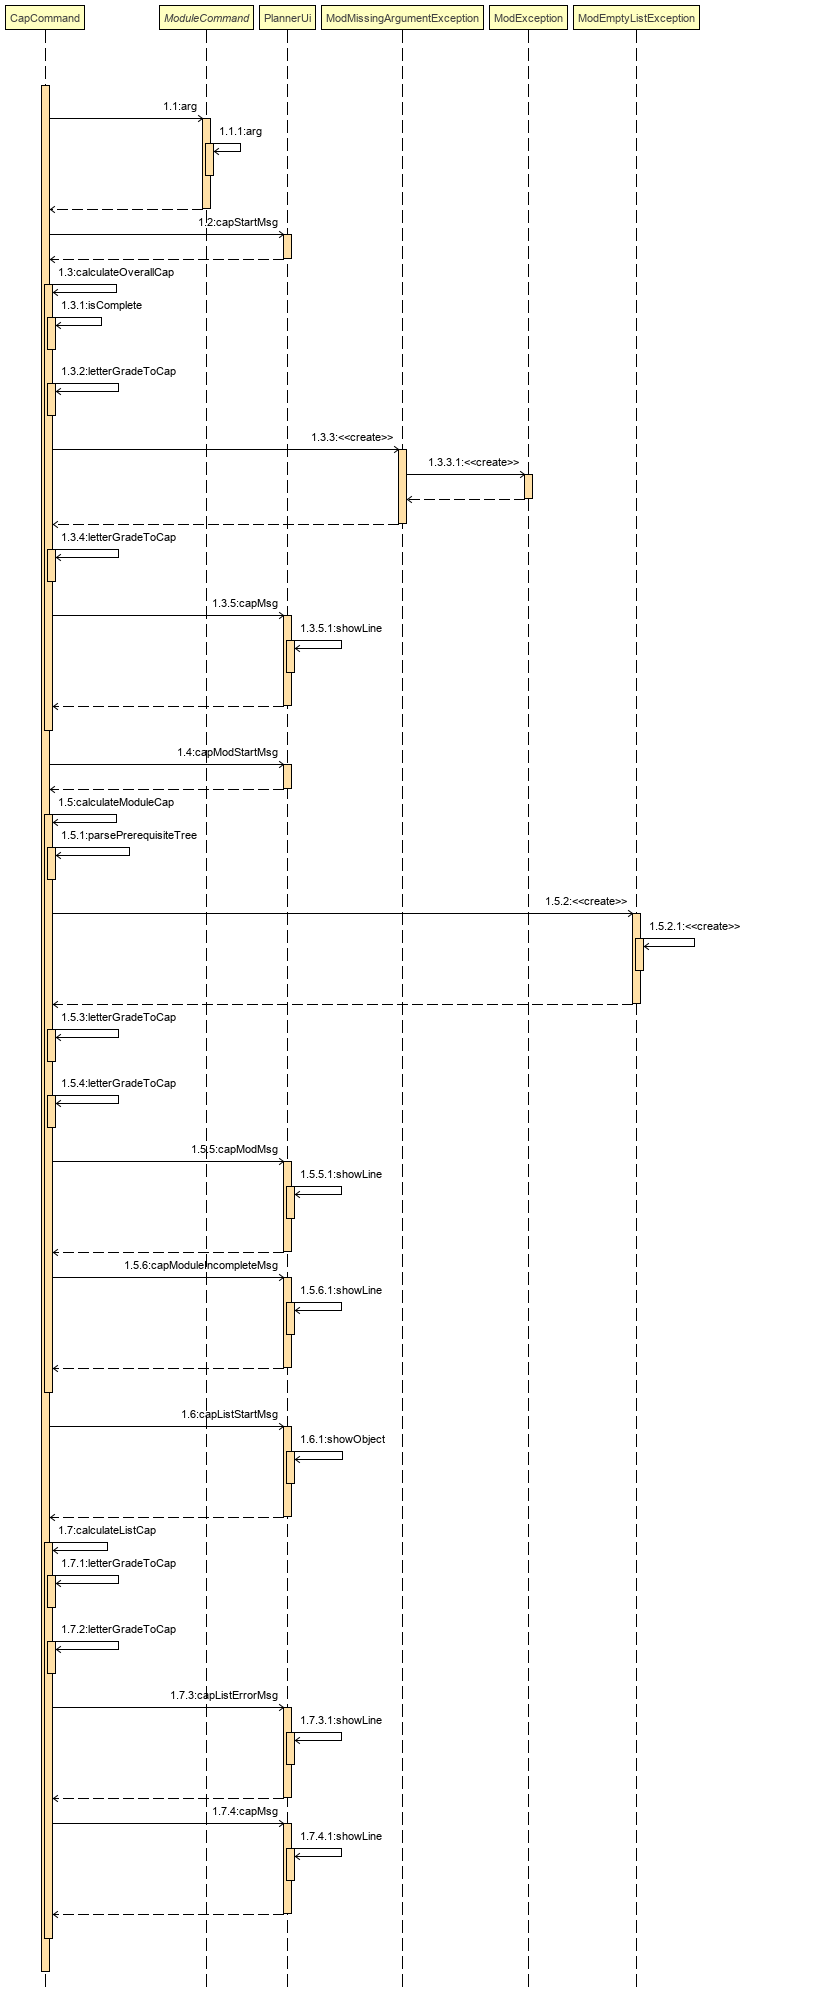 CapCommand
ModuleCommand
PlannerUi
ModMissingArgumentException
ModException
ModEmptyListException
1.1:arg
1.1.1:arg
1.2:capStartMsg
1.3:calculateOverallCap
1.3.1:isComplete
1.3.2:letterGradeToCap
1.3.3:<<create>>
1.3.3.1:<<create>>
1.3.4:letterGradeToCap
1.3.5:capMsg
1.3.5.1:showLine
1.4:capModStartMsg
1.5:calculateModuleCap
1.5.1:parsePrerequisiteTree
1.5.2:<<create>>
1.5.2.1:<<create>>
1.5.3:letterGradeToCap
1.5.4:letterGradeToCap
1.5.5:capModMsg
1.5.5.1:showLine
1.5.6:capModuleIncompleteMsg
1.5.6.1:showLine
1.6:capListStartMsg
1.6.1:showObject
1.7:calculateListCap
1.7.1:letterGradeToCap
1.7.2:letterGradeToCap
1.7.3:capListErrorMsg
1.7.3.1:showLine
1.7.4:capMsg
1.7.4.1:showLine